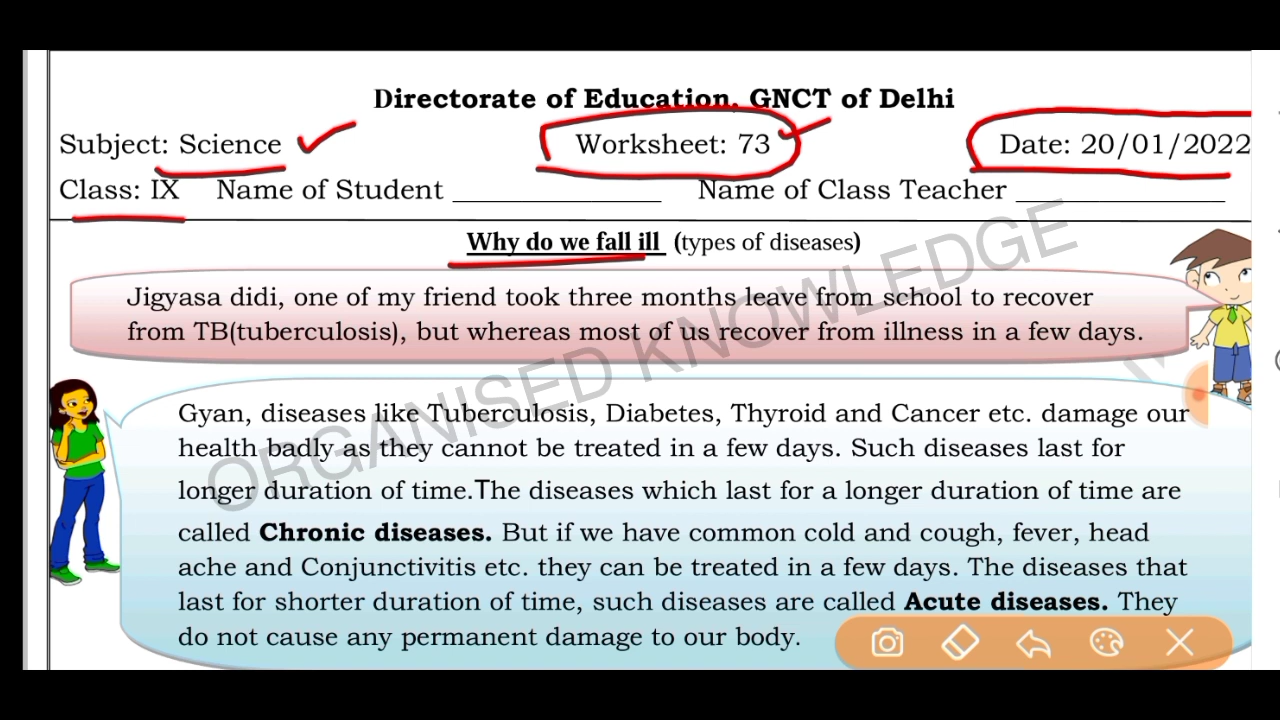 Directorate of Education, GNCT of Delhi
Subject: Science Worksheet: 73 Date: 20/01/2022
Class: IX Name of Student _______________ Name of Class Teacher _______________
Why do we fall ill (types of diseases)
Jigyasa didi, one of my friend took three months leave from school to recover
from TB(tuberculosis), but whereas most of us recover from illness in a few days.
Gyan, diseases like Tuberculosis, Diabetes, Thyroid and Cancer etc. damage our
health badly as they cannot be treated in a few days. Such diseases last for
longer duration of time.The diseases which last for a longer duration of time are
called Chronic diseases. But if we have common cold and cough, fever, head
ache and Conjunctivitis etc. they can be treated in a few days. The diseases that
last for shorter duration of time, such diseases are called Acute diseases. They
do not cause any permanent damage to our body.
ORGANISED KNOWLEDGE